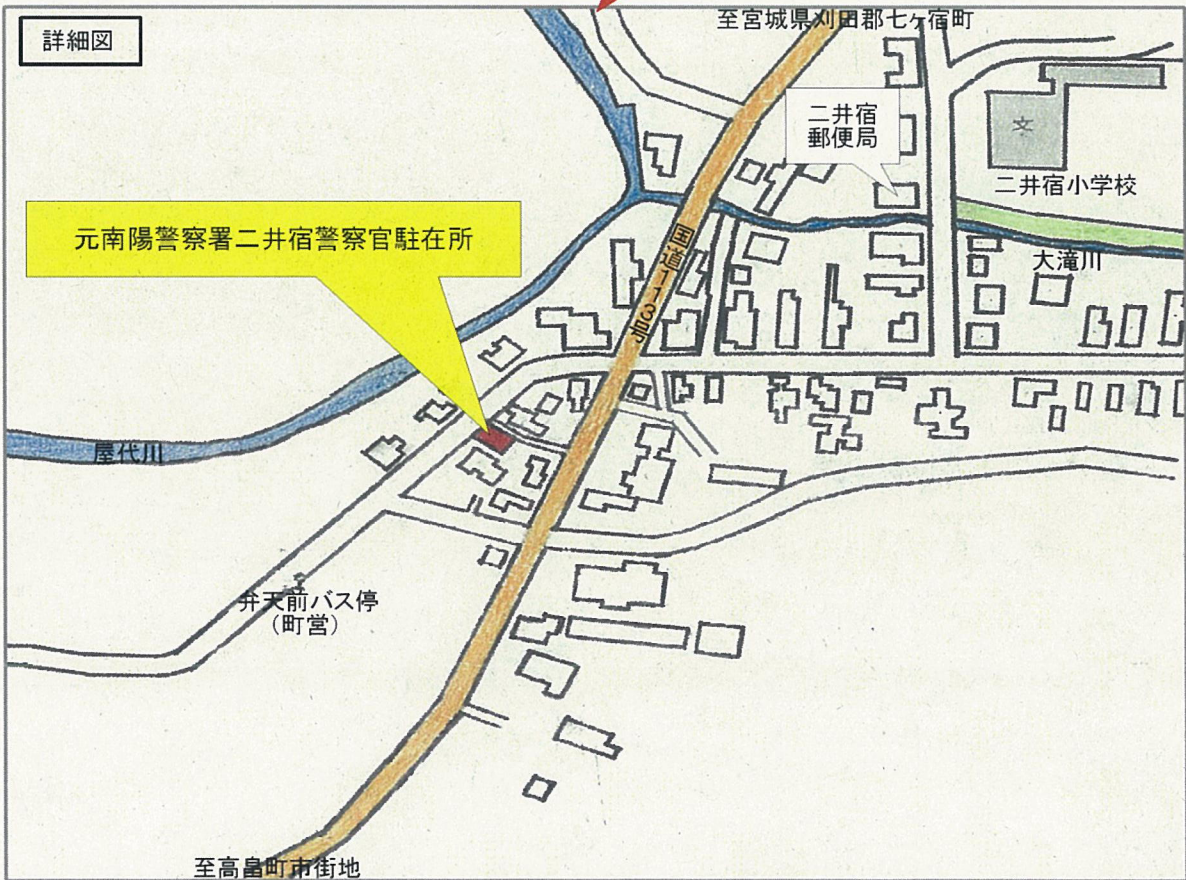 詳細図
至宮城県刈田郡七ヶ宿町
二井宿
郵便局
文
二井宿小学校
元南陽警察署二井宿警察官駐在所
国道113号
大滝川
屋代川
弁天前バス停
（町営）
至高畠町市街地